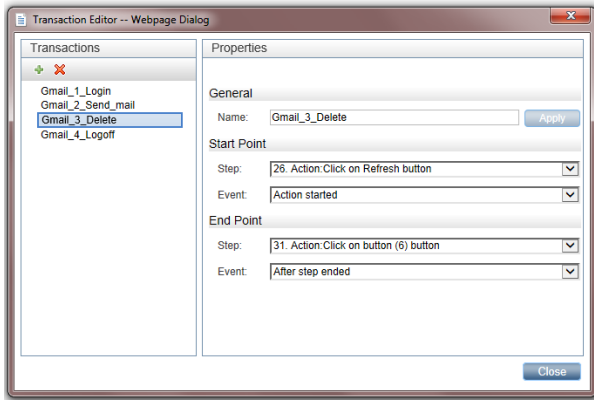 Transaction Editor -- Webpage Dialog
Transactions
Gmail_1_Login
Gmail_2_Send_mail
Gmail_3_Delete
Gmail_4_Logoff
Properties
General
Name: Gmail_3_Delete Apply
Start Point
Step: 26. Action:Click on Refresh button
Event: Action started
End Point
Step: 31. Action:Click on button (6) button
Event: After step ended
Close